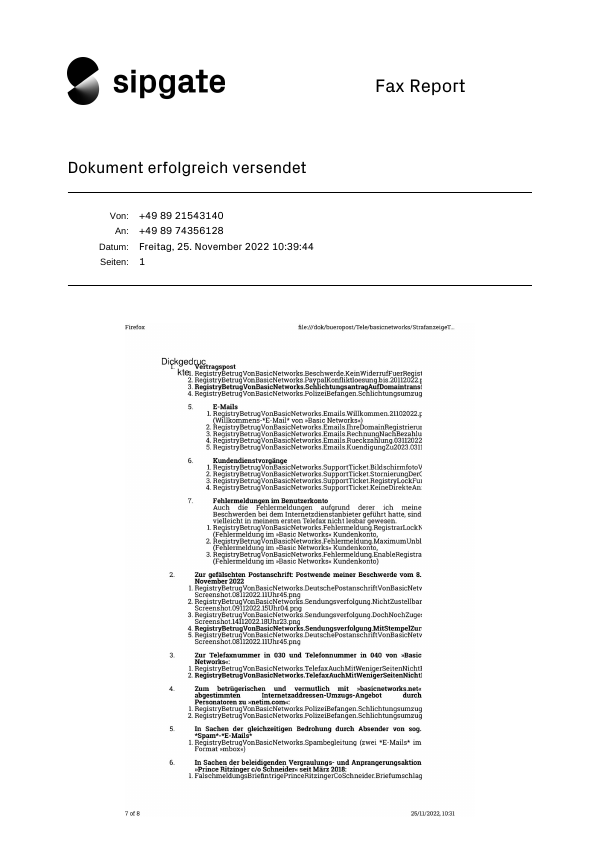 sipgate
Fax Report
Dokument erfolgreich versendet
Von: +49 89 21543140
An: +49 89 74356128
Datum: Freitag, 25. November 2022 10:39:44
Seiten: 1
Firefox file:///dok/bueropost/Tele/basicnetworks/StrafanzeigeT...
Dickgedruc
kte
1. Vertragspost
1. RegistryBetrugVonBasicNetworks.Beschwerde.KeinWiderrufFuerRegist
2. RegistryBetrugVonBasicNetworks.PaypalKonfliktloesung.bis.20112022.p
3. RegistryBetrugVonBasicNetworks.SchlichtungsantragAufDomaintrans
4. RegistryBetrugVonBasicNetworks.PolizeiBefangen.Schlichtungsumzug
5. E-Mails
1. RegistryBetrugVonBasicNetworks.Emails.Willkommen.21102022.p
(Willkommens-*E-Mail* von »Basic Networks«)
2. RegistryBetrugVonBasicNetworks.Emails.IhreDomainRegistrierun
3. RegistryBetrugVonBasicNetworks.Emails.RechnungNachBezahlu
4. RegistryBetrugVonBasicNetworks.Emails.Rueckzahlung.03112022
5. RegistryBetrugVonBasicNetworks.Emails.KuendigungZu2023.0311
6. Kundendienstvorgänge
1. RegistryBetrugVonBasicNetworks.SupportTicket.BildschirmfotoV
2. RegistryBetrugVonBasicNetworks.SupportTicket.StornierungDerG
3. RegistryBetrugVonBasicNetworks.SupportTicket.RegistryLockFu
4. RegistryBetrugVonBasicNetworks.SupportTicket.KeineDirekteAn
7. Fehlermeldungen im Benutzerkonto
Auch die Fehlermeldungen aufgrund derer ich meine
Beschwerden bei dem Internetdienstanbieter geführt hatte, sind
vielleicht in meinem ersten Telefax nicht lesbar gewesen.
1. RegistryBetrugVonBasicNetworks.Fehlermeldung.RegistrarLockN
(Fehlermeldung im »Basic Networks« Kundenkonto,
2. RegistryBetrugVonBasicNetworks.Fehlermeldung.MaximumUnbl
(Fehlermeldung im »Basic Networks« Kundenkonto,
3. RegistryBetrugVonBasicNetworks.Fehlermeldung.EnableRegistra
(Fehlermeldung im »Basic Networks« Kundenkonto)
2. Zur gefälschten Postanschrift: Postwende meiner Beschwerde vom 8.
November 2022
1. RegistryBetrugVonBasicNetworks.DeutschePostanschriftVonBasicNetw
Screenshot.08112022.11Uhr45.png
2. RegistryBetrugVonBasicNetworks.Sendungsverfolgung.NichtZustellbar
Screenshot.09112022.15Uhr04.png
3. RegistryBetrugVonBasicNetworks.Sendungsverfolgung.DochNochZuges
Screenshot.14112022.18Uhr23.png
4. RegistryBetrugVonBasicNetworks.Sendungsverfolgung.MitStempelZur
5. RegistryBetrugVonBasicNetworks.DeutschePostanschriftVonBasicNetw
Screenshot.08112022.11Uhr45.png
3. Zur Telefaxnummer in 030 und Telefonnummer in 040 von »Basic
Networks«:
1. RegistryBetrugVonBasicNetworks.TelefaxAuchMitWenigerSeitenNichtE
2. RegistryBetrugVonBasicNetworks.TelefaxAuchMitWenigerSeitenNichtE
4. Zum betrügerischen und vermutlich mit »basicnetworks.net«
abgestimmten Internetzaddressen-Umzugs-Angebot durch
Personatoren zu »netim.com«:
1. RegistryBetrugVonBasicNetworks.PolizeiBefangen.Schlichtungsumzug
2. RegistryBetrugVonBasicNetworks.PolizeiBefangen.Schlichtungsumzug
5. In Sachen der gleichzeitigen Bedrohung durch Absender von sog.
*Spam*-*E-Mails*
1. RegistryBetrugVonBasicNetworks.Spambegleitung (zwei *E-Mails* im
Format »mbox«)
6. In Sachen der beleidigenden Vergraulungs- und Anprangerungsaktion
»Prince Ritzinger c/o Schneider« seit März 2018:
1. FalschmeldungsBriefintrigePrinceRitzingerCoSchneider.Briefumschlag
7 of 8 25/11/2022, 10:31